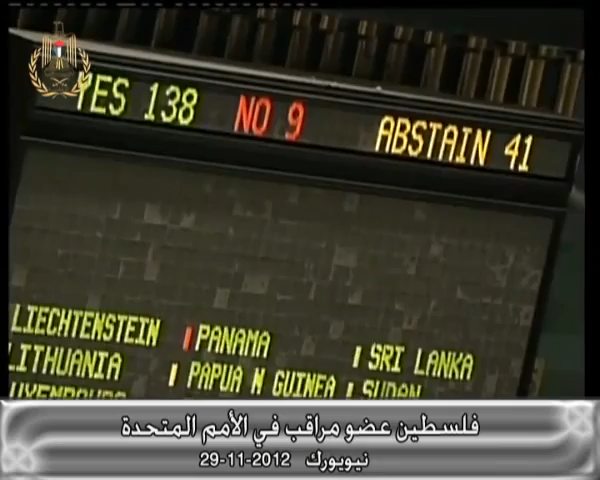 YES 138 NO 9 ABSTAIN 41
LIECHTENSTEIN PANAMA SRI LANKA
LITHUANIA PAPUA N GUINEA SUDAN
LUXEMBOURG
فلسطين عضو مراقب في الأمم المتحدة
نيويورك 29-11-2012